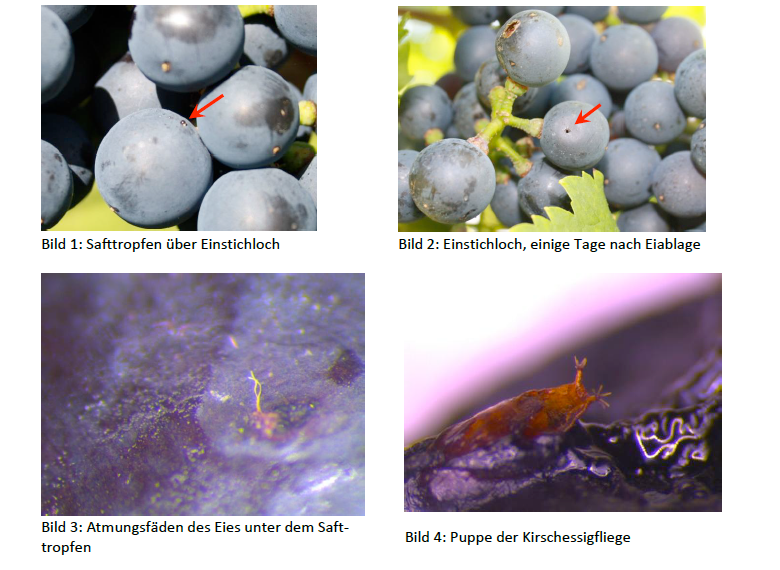 Bild 1: Safttropfen über Einstichloch
Bild 2: Einstichloch, einige Tage nach Eiablage
Bild 3: Atmungsfäden des Eies unter dem Saft-
tropfen
Bild 4: Puppe der Kirschessigfliege